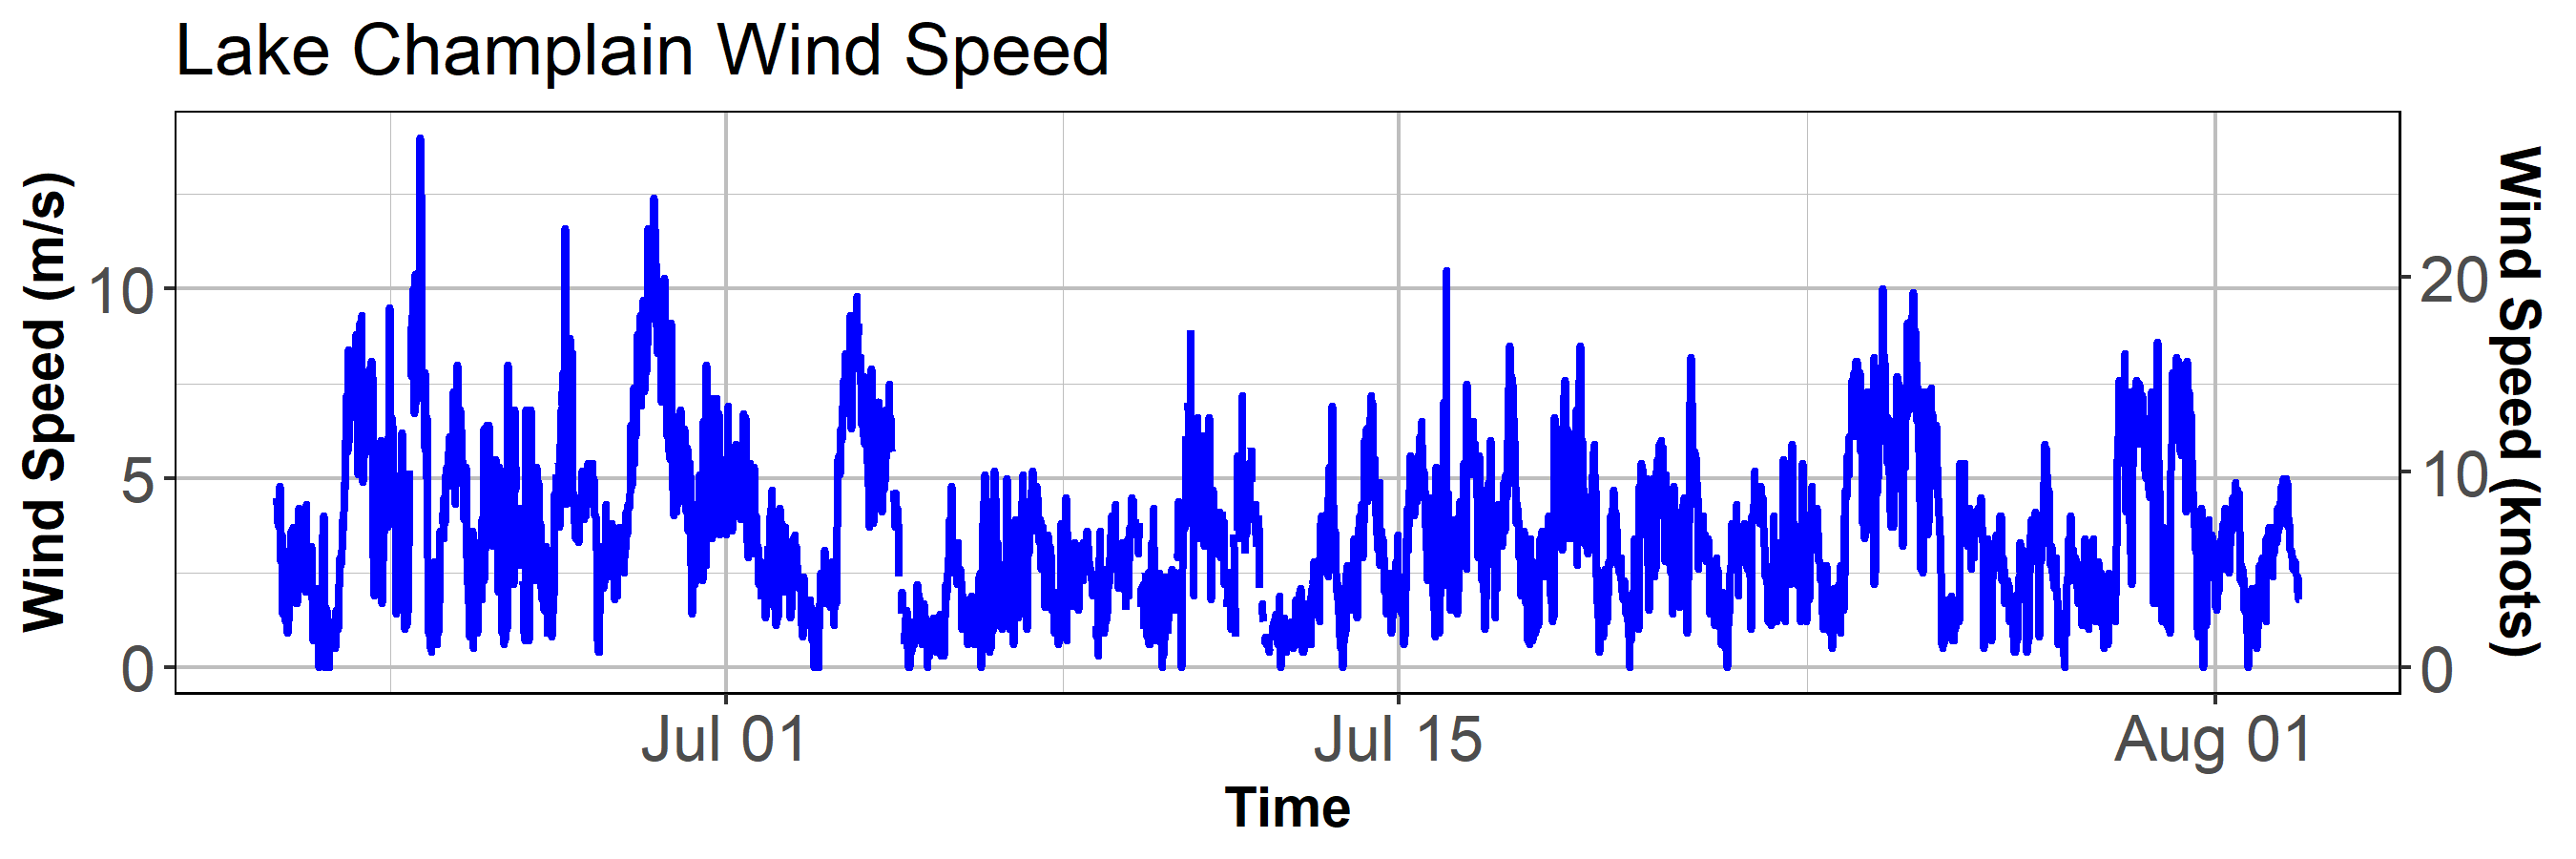 Lake Champlain Wind Speed
Wind Speed (m/s)
10
5
0
20
10
0
Wind Speed (knots)
Jul 01
Jul 15
Aug 01
Time